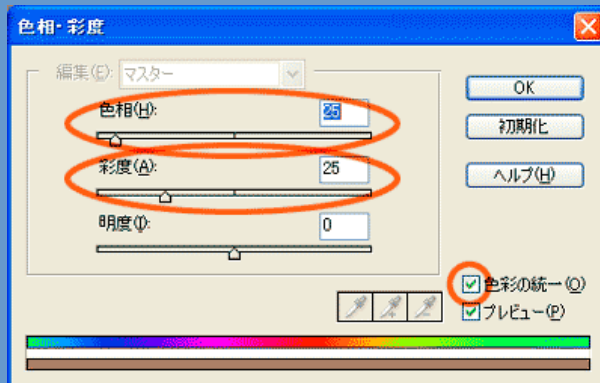 色相・彩度
編集(E): マスター
OK
色相(H): 25
初期化
彩度(A): 25
ヘルプ(H)
明度(I): 0
色彩の統一(O)
プレビュー(P)